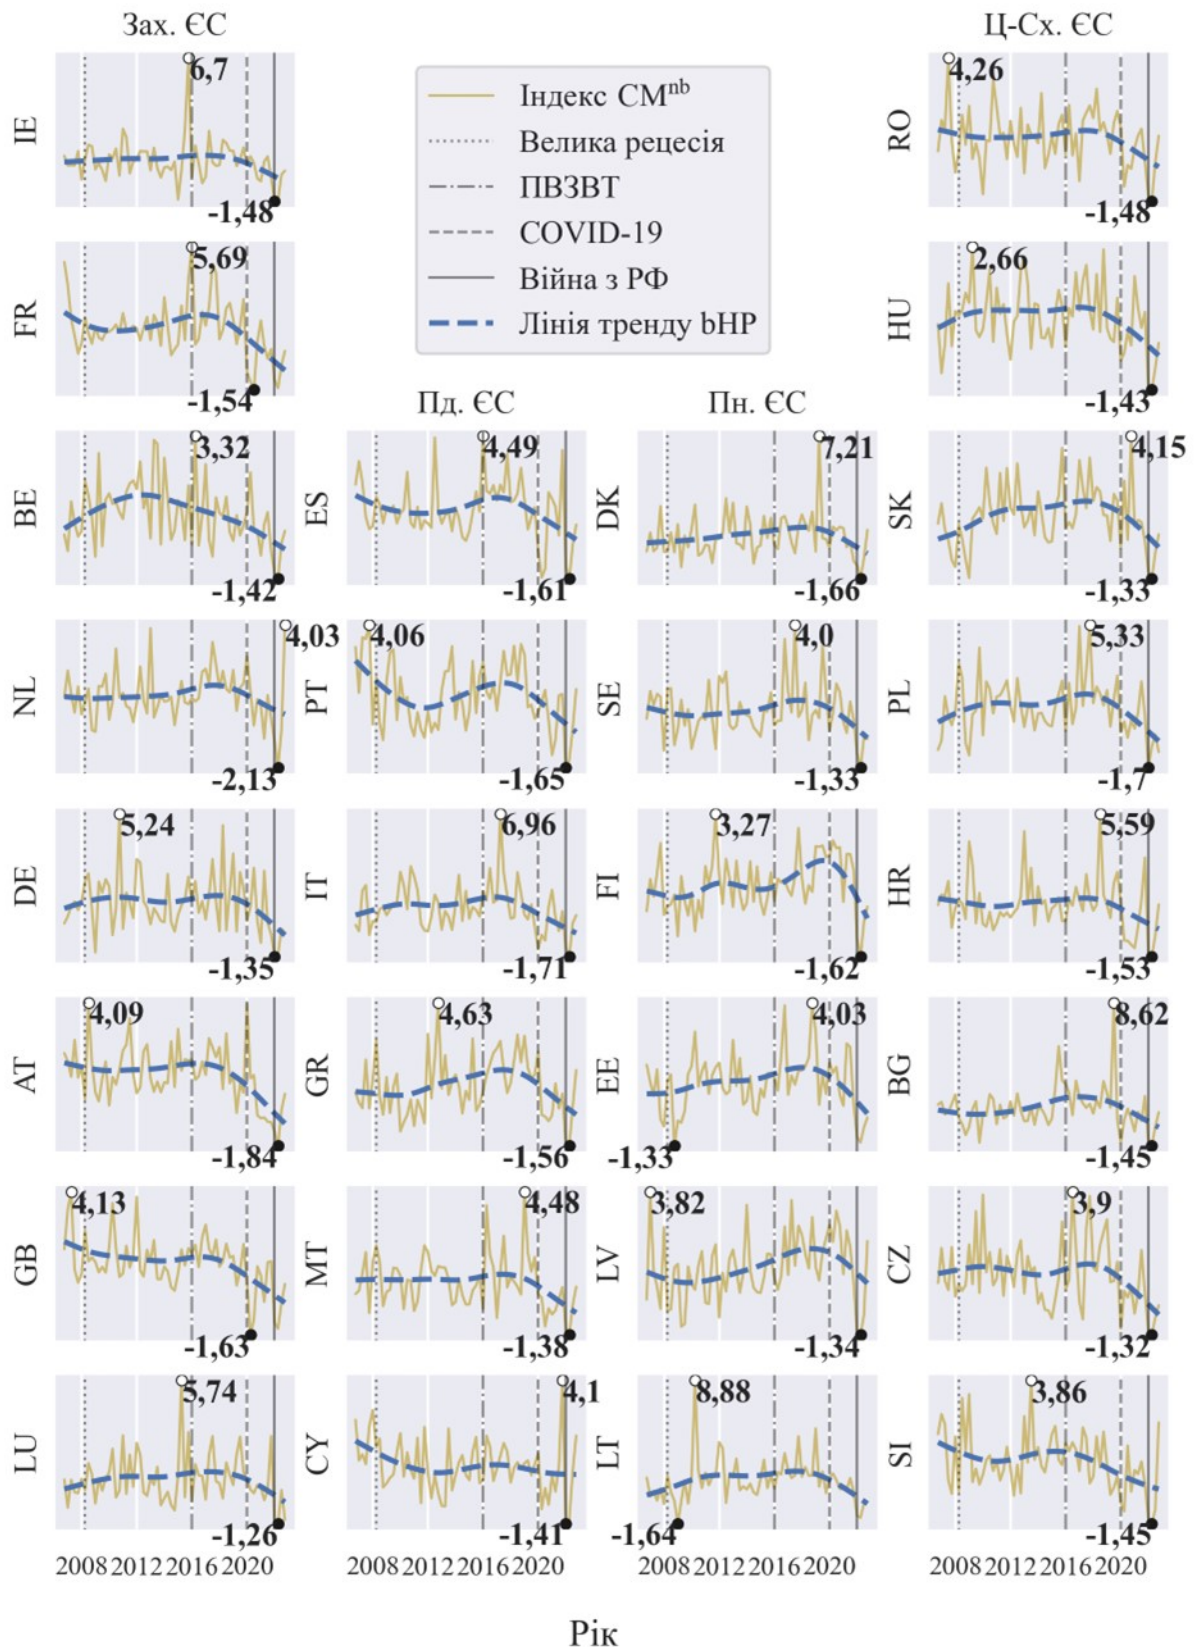 Зах. ЄС
Ц-Сх. ЄС
IE
6,7
-1,48
Індекс CMnb
Велика рецесія
ПВЗВТ
COVID-19
Війна з РФ
Лінія тренду bHP
RO
4,26
-1,48
FR
5,69
-1,54
HU
2,66
-1,43
Пд. ЄС
Пн. ЄС
BE
3,32
-1,42
ES
4,49
-1,61
DK
7,21
-1,66
SK
4,15
-1,33
NL
4,03
-2,13
PT
4,06
-1,65
SE
4,0
-1,33
PL
5,33
-1,7
DE
5,24
-1,35
IT
6,96
-1,71
FI
3,27
-1,62
HR
5,59
-1,53
AT
4,09
-1,84
GR
4,63
-1,56
EE
4,03
-1,33
BG
8,62
-1,45
GB
4,13
-1,63
MT
4,48
-1,38
LV
3,82
-1,34
CZ
3,9
-1,32
LU
5,74
-1,26
CY
4,1
-1,41
LT
8,88
-1,64
SI
3,86
-1,45
2008 2012 2016 2020 2008 2012 2016 2020 2008 2012 2016 2020 2008 2012 2016 2020
Рік